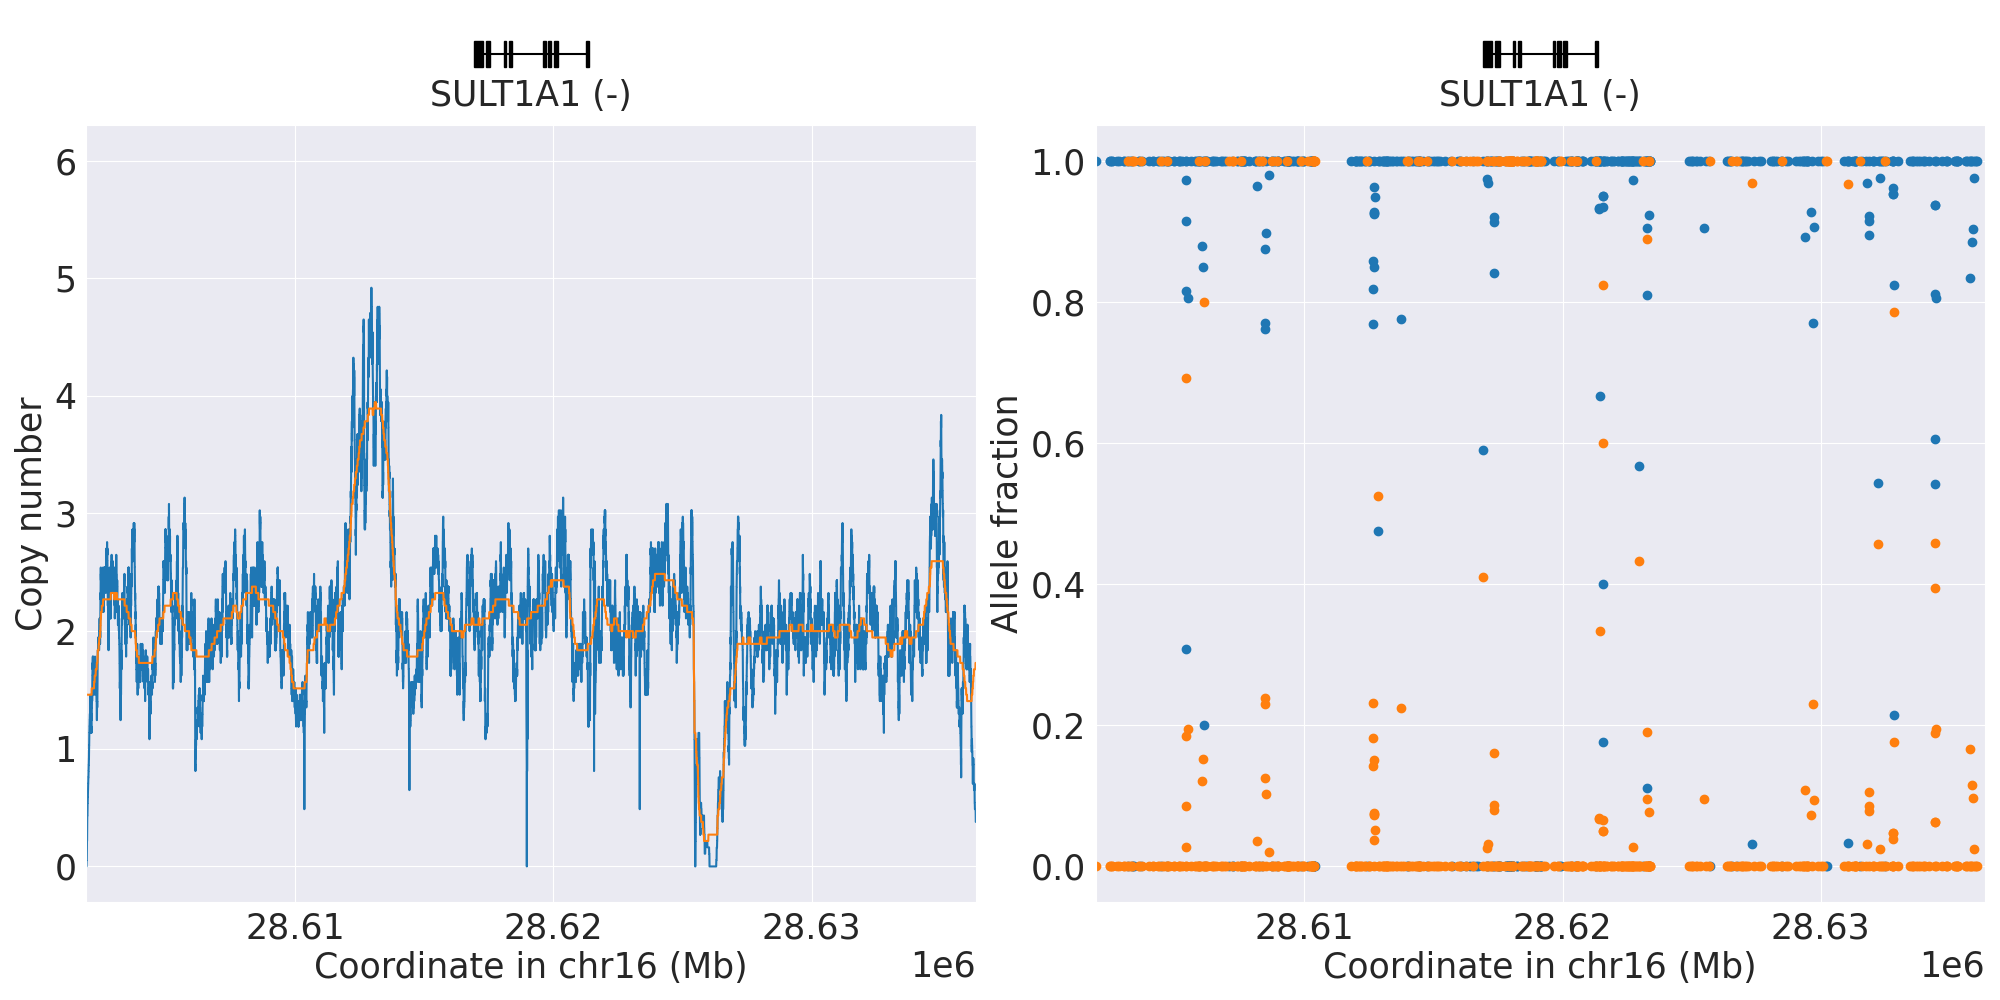 SULT1A1 (-)
Copy number
6
5
4
3
2
1
0
28.61
28.62
28.63
Coordinate in chr16 (Mb)
1e6
SULT1A1 (-)
Allele fraction
1.0
0.8
0.6
0.4
0.2
0.0
28.61
28.62
28.63
Coordinate in chr16 (Mb)
1e6